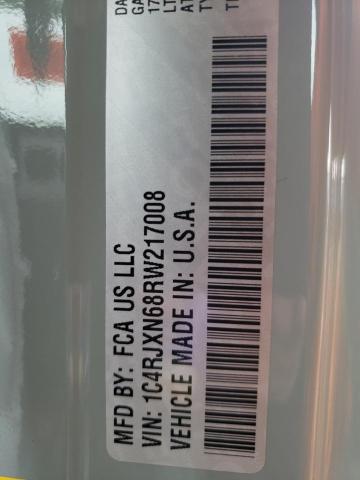 MFD BY: FCA US LLC
VIN: 1C4RJXN68RW217008
VEHICLE MADE IN: U.S.A.